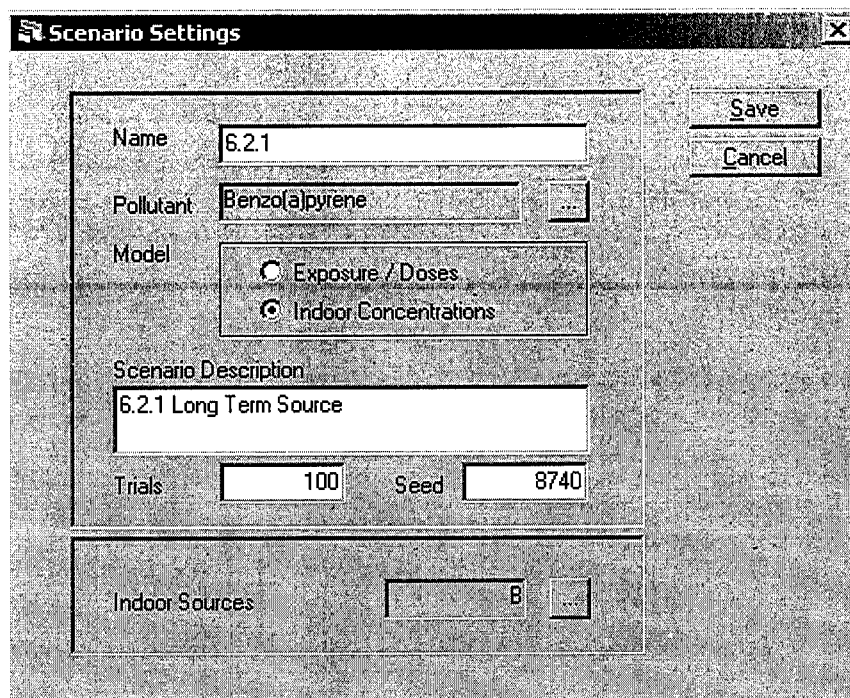 Scenario Settings
Save
Cancel
Name 6.2.1
Pollutant Benzo(a)pyrene ...
Model
Exposure / Doses
Indoor Concentrations
Scenario Description
6.2.1 Long Term Source
Trials 100 Seed 8740
Indoor Sources B ...